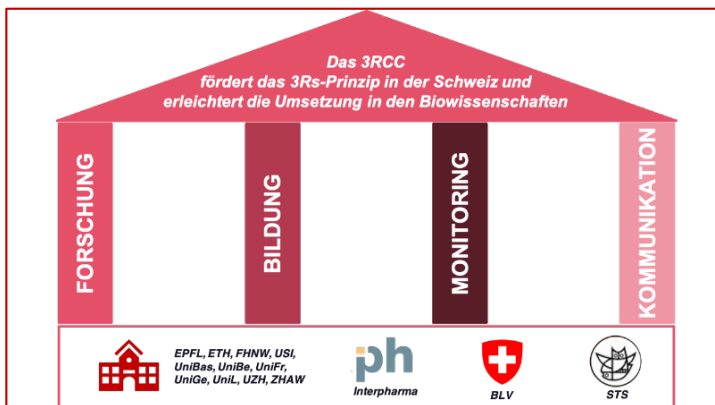 Das 3RCC
fördert das 3Rs-Prinzip in der Schweiz und
erleichtert die Umsetzung in den Biowissenschaften
FORSCHUNG
BILDUNG
MONITORING
KOMMUNIKATION
EPFL, ETH, FHNW, USI,
UniBas, UniBe, UniFr,
UniGe, UniL, UZH, ZHAW
iph
Interpharma
BLV
STS